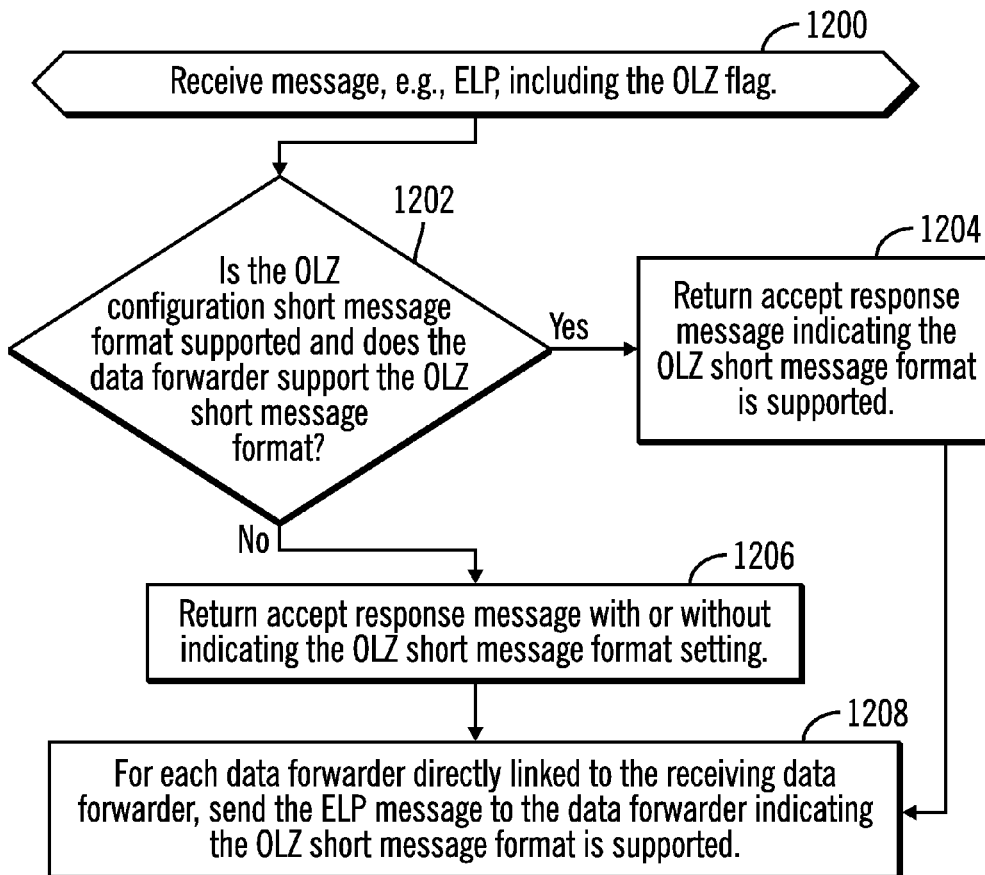 1200
Receive message, e.g., ELP, including the OLZ flag.
1202
Is the OLZ
configuration short message
format supported and does the
data forwarder support the OLZ
short message
format?
Yes
1204
Return accept response
message indicating the
OLZ short message format
is supported.
No
1206
Return accept response message with or without
indicating the OLZ short message format setting.
1208
For each data forwarder directly linked to the receiving data
forwarder, send the ELP message to the data forwarder indicating
the OLZ short message format is supported.